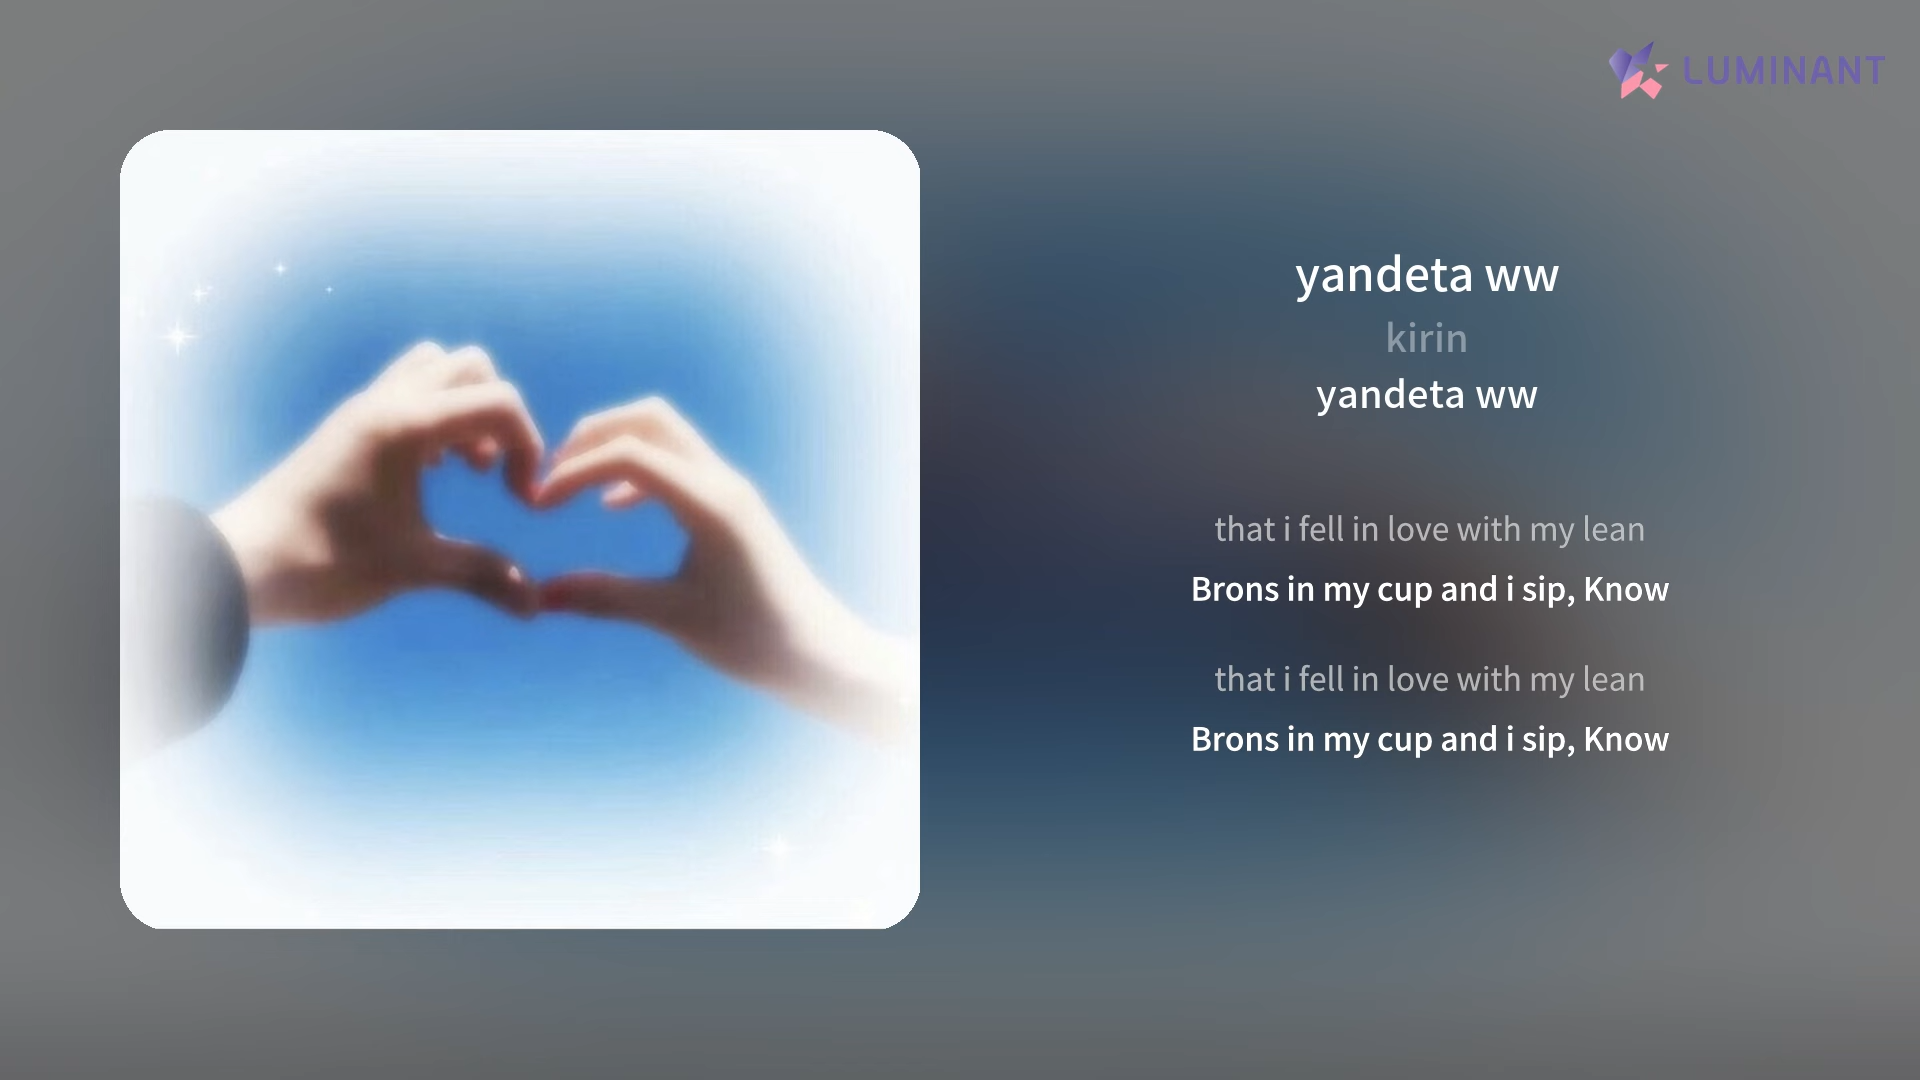 LUMINANT
yandeta ww
kirin
yandeta ww
that i fell in love with my lean
Brons in my cup and i sip, Know
that i fell in love with my lean
Brons in my cup and i sip, Know